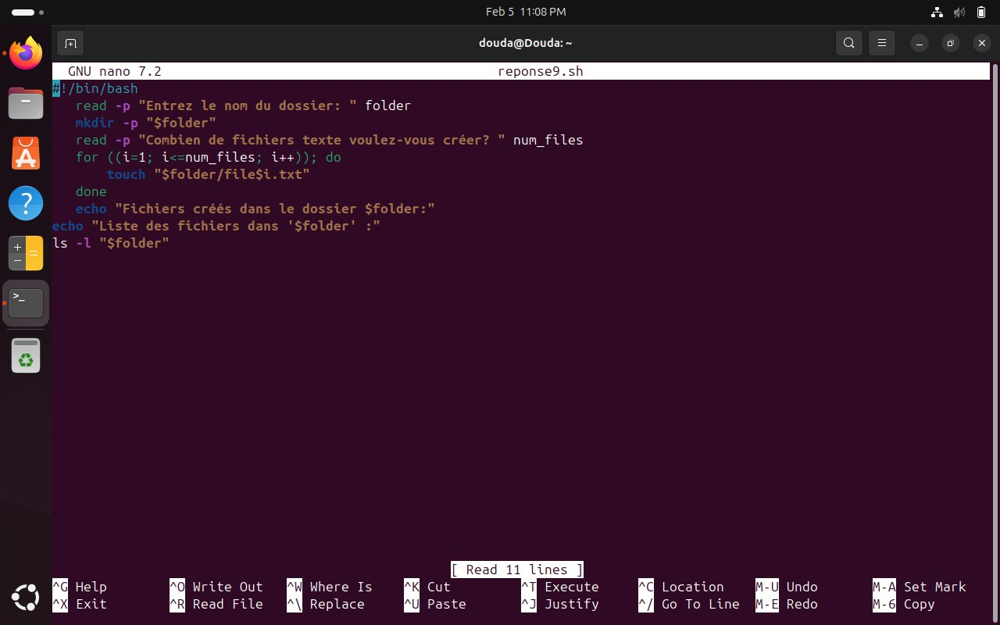 Feb 5 11:08 PM
douda@Douda: ~
GNU nano 7.2 reponse9.sh
#!/bin/bash
read -p "Entrez le nom du dossier: " folder
mkdir -p "$folder"
read -p "Combien de fichiers texte voulez-vous créer? " num_files
for ((i=1; i<=num_files; i++)); do
touch "$folder/file$i.txt"
done
echo "Fichiers créés dans le dossier $folder:"
echo "Liste des fichiers dans '$folder' :"
ls -l "$folder"
[ Read 11 lines ]
^G Help ^O Write Out ^W Where Is ^K Cut ^T Execute ^C Location M-U Undo M-A Set Mark
^X Exit ^R Read File ^\ Replace ^U Paste ^J Justify ^/ Go To Line M-E Redo M-6 Copy